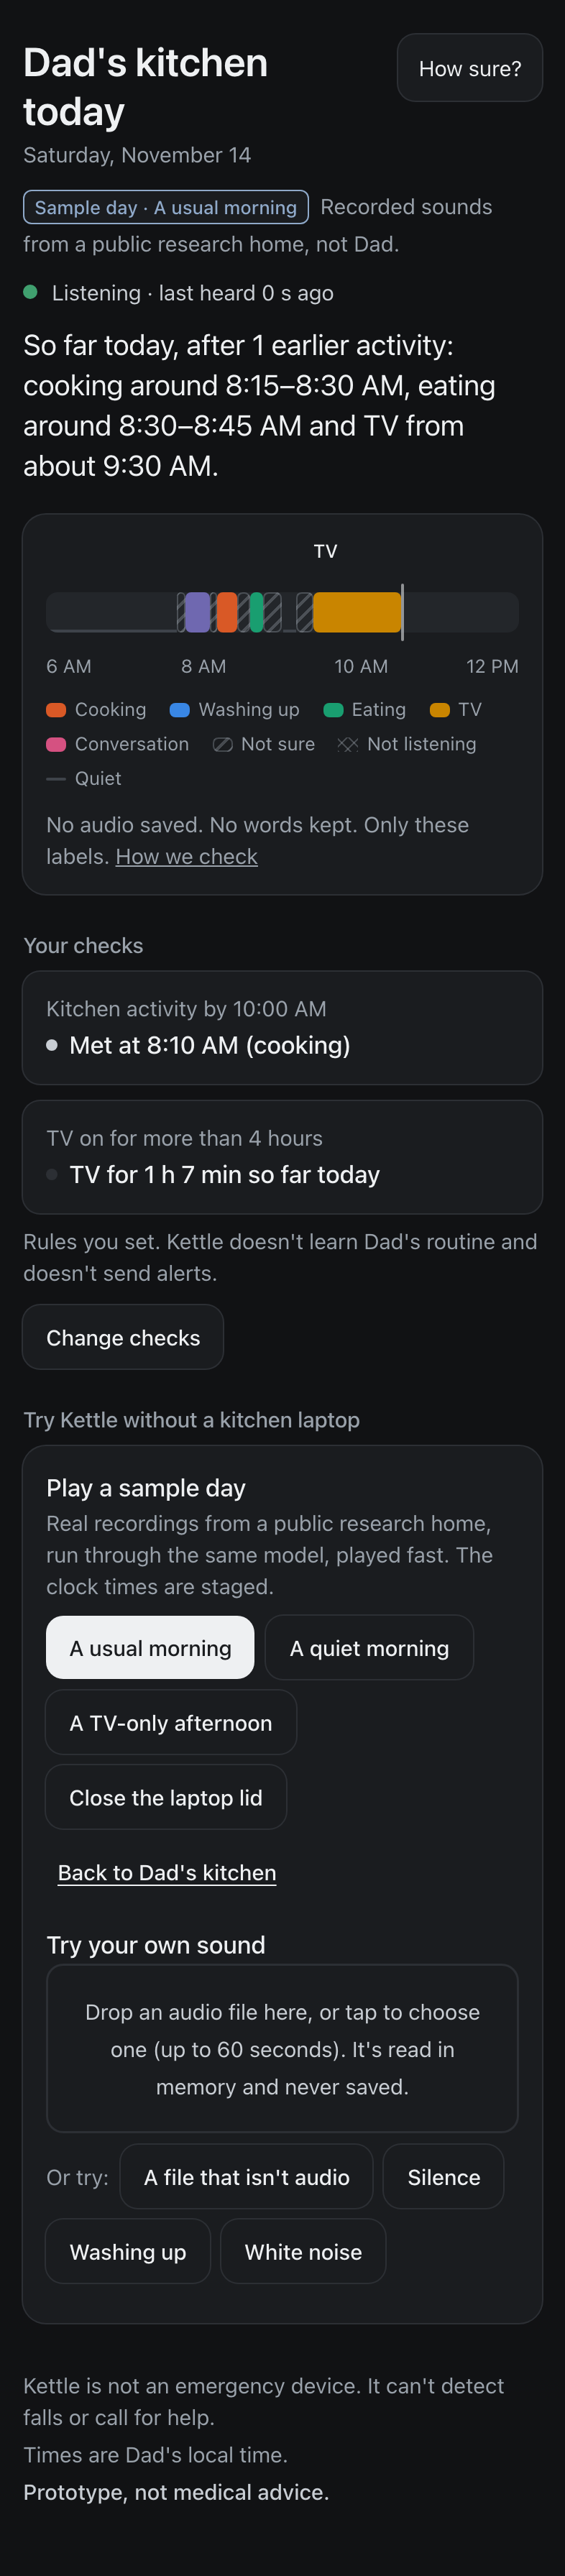 Dad's kitchen
today
How sure?
Saturday, November 14
Sample day · A usual morning Recorded sounds
from a public research home, not Dad.
Listening · last heard 0 s ago
So far today, after 1 earlier activity:
cooking around 8:15–8:30 AM, eating
around 8:30–8:45 AM and TV from
about 9:30 AM.
TV
6 AM 8 AM 10 AM 12 PM
Cooking Washing up Eating TV
Conversation Not sure Not listening
Quiet
No audio saved. No words kept. Only these
labels. How we check
Your checks
Kitchen activity by 10:00 AM
Met at 8:10 AM (cooking)
TV on for more than 4 hours
TV for 1 h 7 min so far today
Rules you set. Kettle doesn't learn Dad's routine and
doesn't send alerts.
Change checks
Try Kettle without a kitchen laptop
Play a sample day
Real recordings from a public research home,
run through the same model, played fast. The
clock times are staged.
A usual morning A quiet morning
A TV-only afternoon
Close the laptop lid
Back to Dad's kitchen
Try your own sound
Drop an audio file here, or tap to choose
one (up to 60 seconds). It's read in
memory and never saved.
Or try: A file that isn't audio Silence
Washing up White noise
Kettle is not an emergency device. It can't detect
falls or call for help.
Times are Dad's local time.
Prototype, not medical advice.